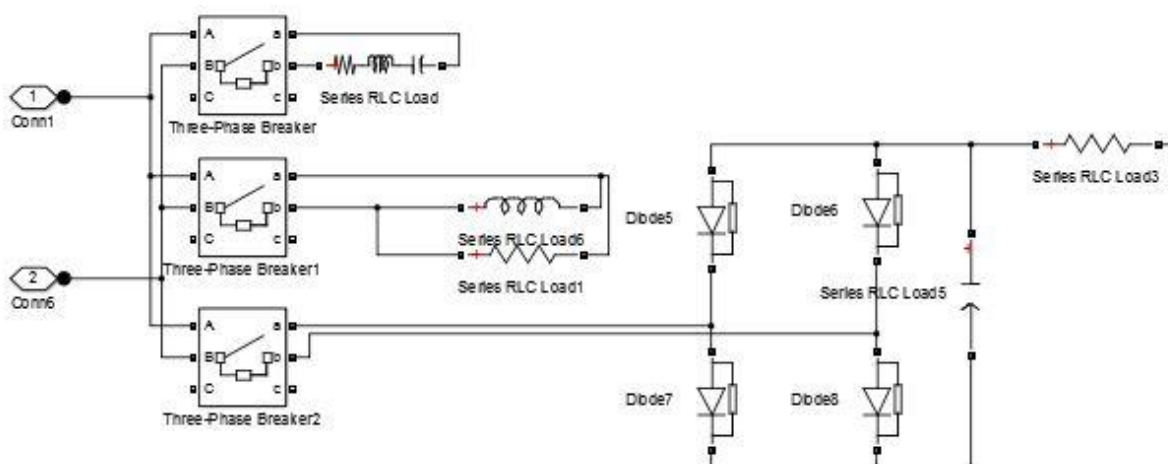 A
a
B
b
C
c
Series RLC Load
Three-Phase Breaker
1
Conn1
A
a
B
b
C
c
Series RLC Load6
Series RLC Load1
Three-Phase Breaker1
2
Conn6
A
a
B
b
C
c
Three-Phase Breaker2
Diode5
Diode6
Series RLC Load3
Series RLC Load5
Diode7
Diode8